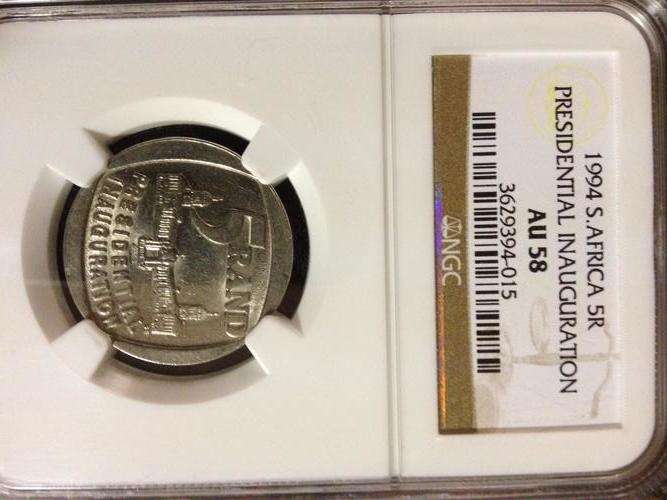 1994 S.AFRICA 5R
PRESIDENTIAL INAUGURATION
AU 58
3629394-015
NGC
5
RAND
PRESIDENTIAL
INAUGURATION